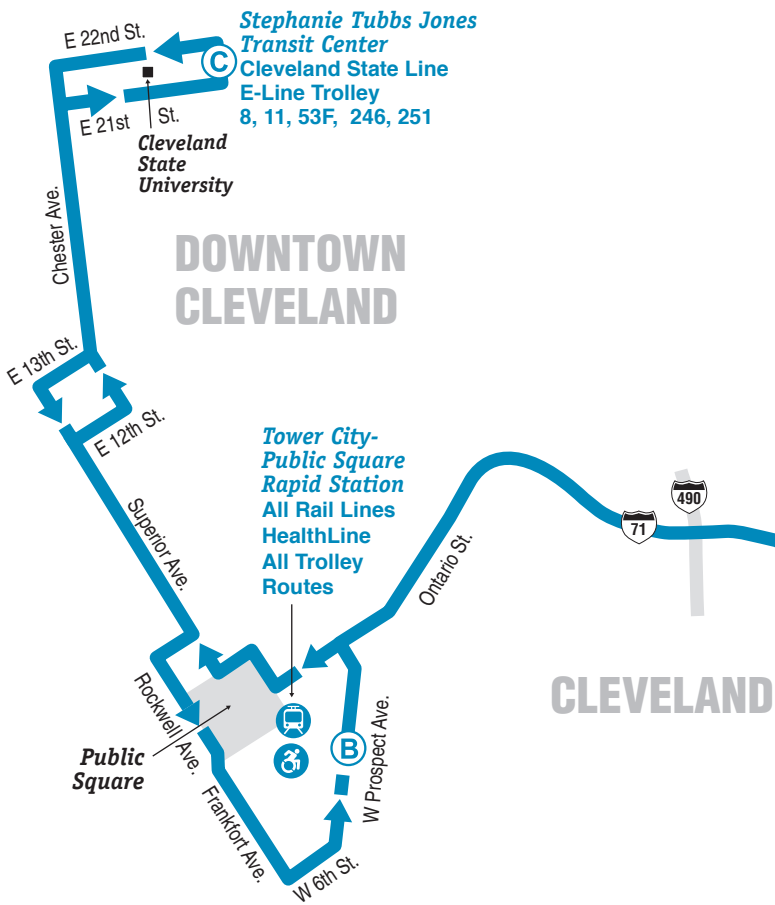 E 22nd St.
C
Stephanie Tubbs Jones
Transit Center
Cleveland State Line
E-Line Trolley
8, 11, 53F, 246, 251
E 21st St.
Cleveland
State
University
Chester Ave.
DOWNTOWN
CLEVELAND
E 13th St.
E 12th St.
Superior Ave.
Tower City-
Public Square
Rapid Station
All Rail Lines
HealthLine
All Trolley
Routes
Ontario St.
71
490
CLEVELAND
Rockwell Ave.
Public
Square
B
W Prospect Ave.
Frankfort Ave.
W 6th St.